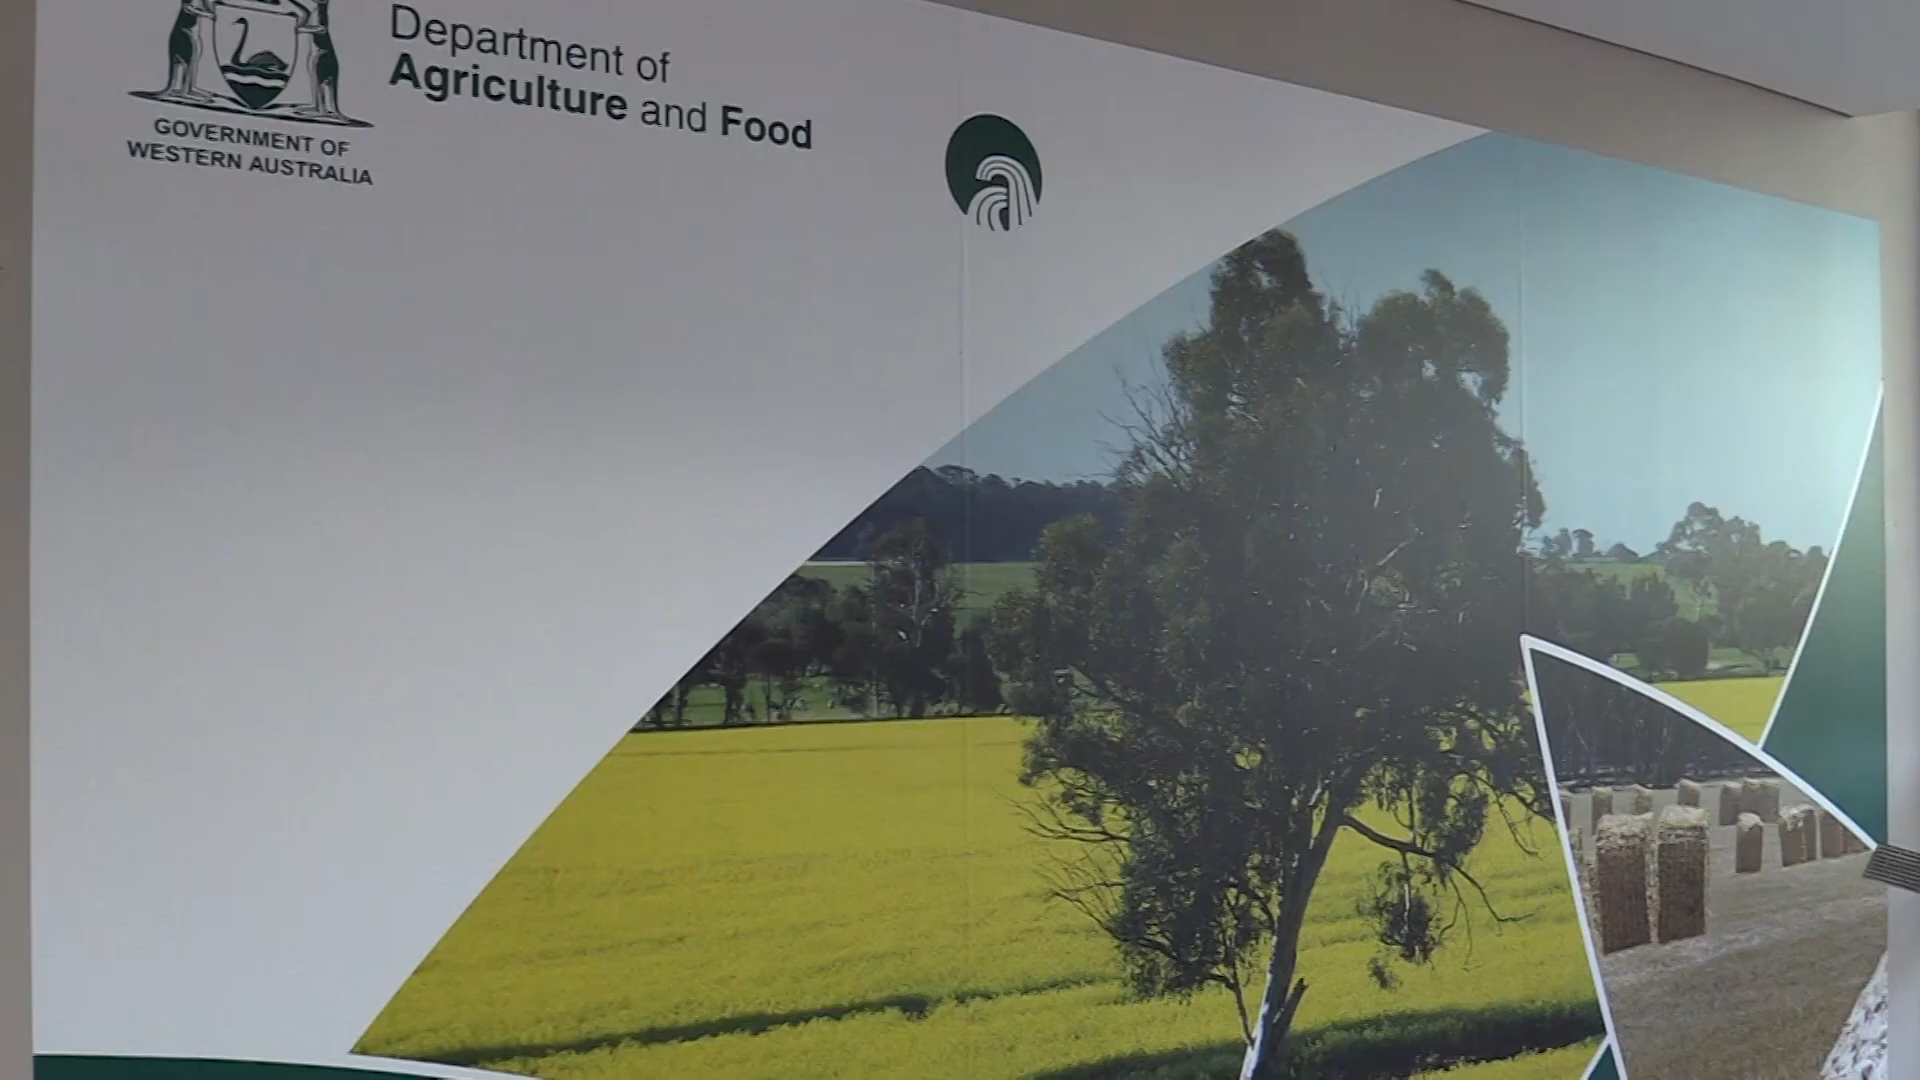 Department of
Agriculture and Food
GOVERNMENT OF
WESTERN AUSTRALIA